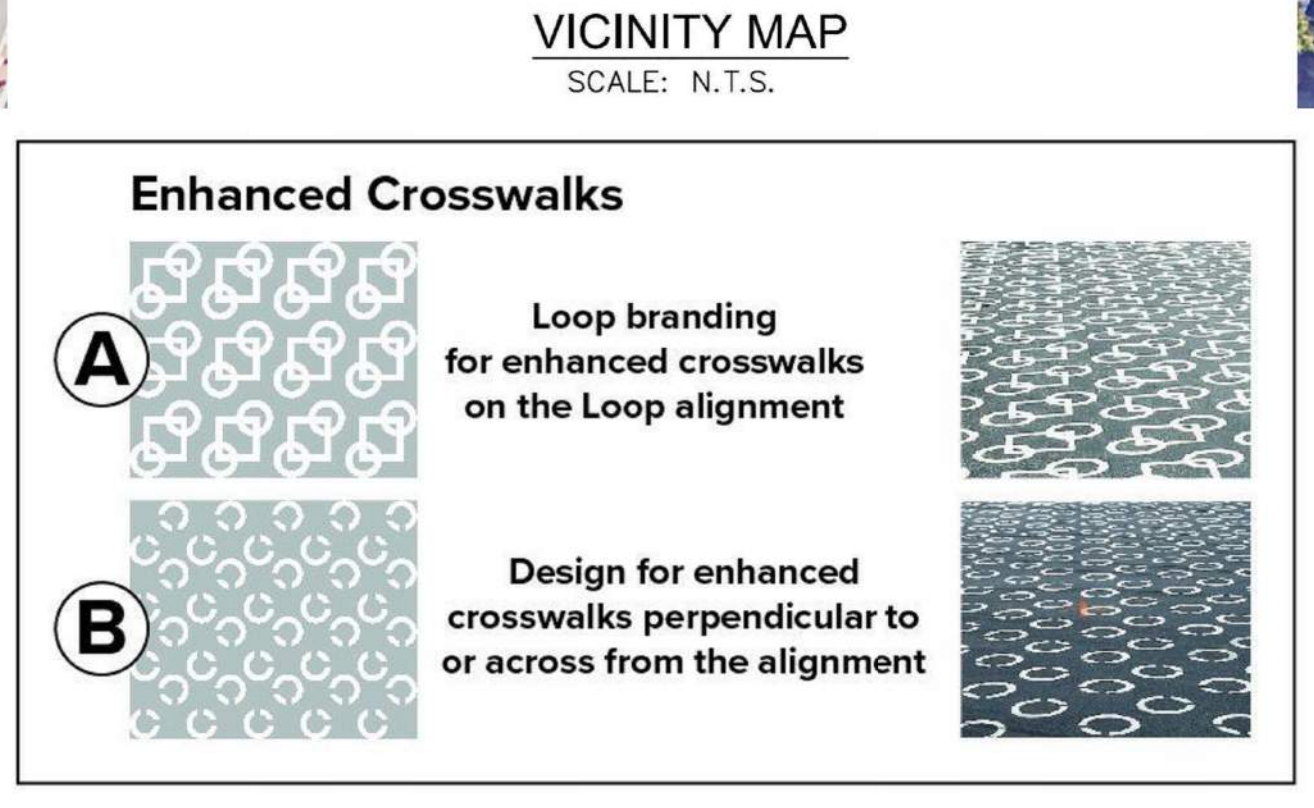 VICINITY MAP
SCALE: N.T.S.
Enhanced Crosswalks
A
Loop branding
for enhanced crosswalks
on the Loop alignment
B
Design for enhanced
crosswalks perpendicular to
or across from the alignment